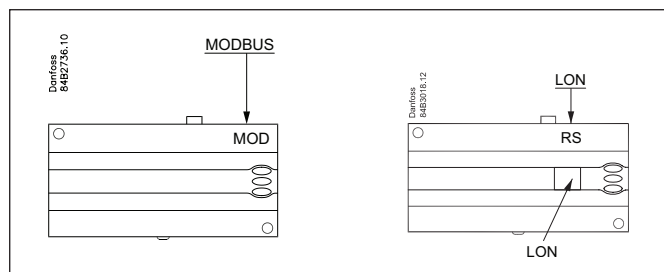 Danfoss
84B2736.10
MODBUS
MOD
Danfoss
84B3018.12
LON
RS
LON